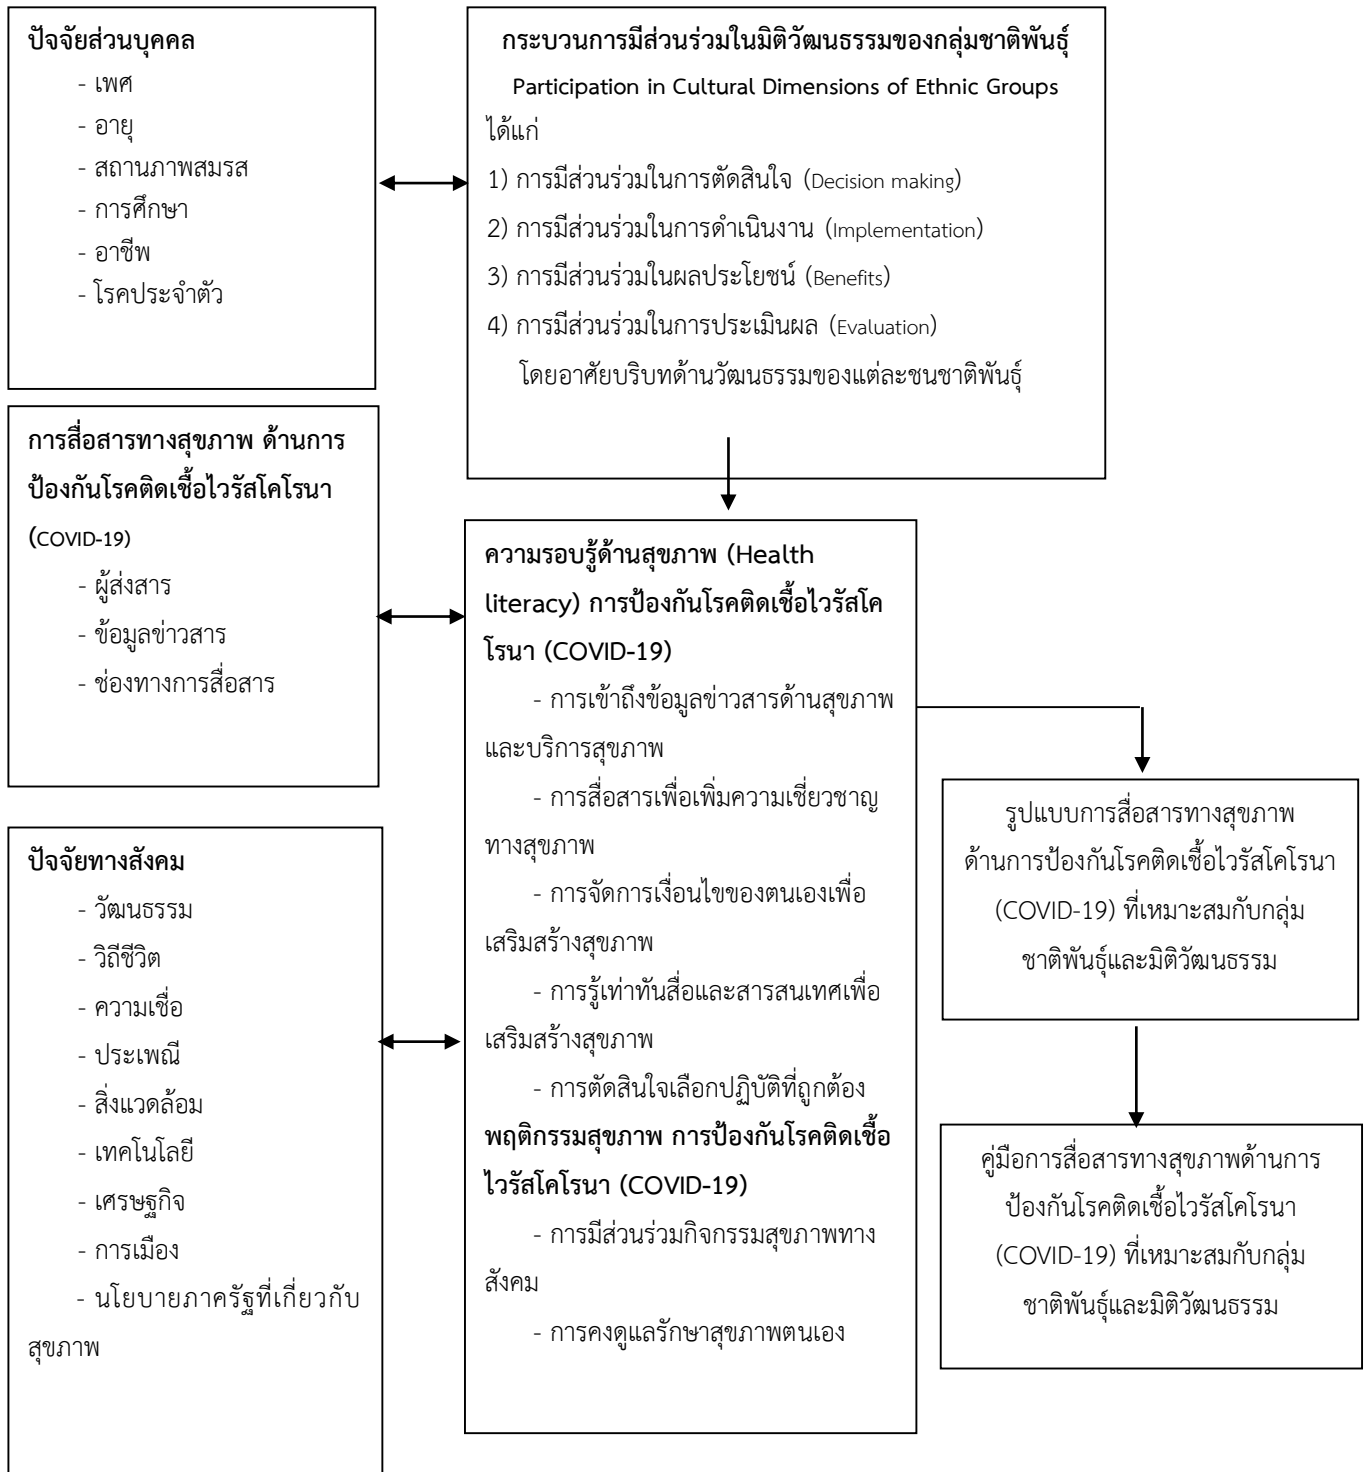 ปัจจัยส่วนบุคคล
- เพศ
- อายุ
- สถานภาพสมรส
- การศึกษา
- อาชีพ
- โรคประจำตัว
กระบวนการมีส่วนร่วมในมิติวัฒนธรรมของกลุ่มชาติพันธุ์
Participation in Cultural Dimensions of Ethnic Groups
ได้แก่
1) การมีส่วนร่วมในการตัดสินใจ (Decision making)
2) การมีส่วนร่วมในการดำเนินงาน (Implementation)
3) การมีส่วนร่วมในผลประโยชน์ (Benefits)
4) การมีส่วนร่วมในการประเมินผล (Evaluation)
โดยอาศัยบริบทด้านวัฒนธรรมของแต่ละชนชาติพันธุ์
การสื่อสารทางสุขภาพ ด้านการ
ป้องกันโรคติดเชื้อไวรัสโคโรนา
(COVID-19)
- ผู้ส่งสาร
- ข้อมูลข่าวสาร
- ช่องทางการสื่อสาร
ความรอบรู้ด้านสุขภาพ (Health
literacy) การป้องกันโรคติดเชื้อไวรัสโค
โรนา (COVID-19)
- การเข้าถึงข้อมูลข่าวสารด้านสุขภาพ
และบริการสุขภาพ
- การสื่อสารเพื่อเพิ่มความเชี่ยวชาญ
ทางสุขภาพ
- การจัดการเงื่อนไขของตนเองเพื่อ
เสริมสร้างสุขภาพ
- การรู้เท่าทันสื่อและสารสนเทศเพื่อ
เสริมสร้างสุขภาพ
- การตัดสินใจเลือกปฏิบัติที่ถูกต้อง
พฤติกรรมสุขภาพ การป้องกันโรคติดเชื้อ
ไวรัสโคโรนา (COVID-19)
- การมีส่วนร่วมกิจกรรมสุขภาพทาง
สังคม
- การคงดูแลรักษาสุขภาพตนเอง
ปัจจัยทางสังคม
- วัฒนธรรม
- วิถีชีวิต
- ความเชื่อ
- ประเพณี
- สิ่งแวดล้อม
- เทคโนโลยี
- เศรษฐกิจ
- การเมือง
- นโยบายภาครัฐที่เกี่ยวกับ
สุขภาพ
รูปแบบการสื่อสารทางสุขภาพ
ด้านการป้องกันโรคติดเชื้อไวรัสโคโรนา
(COVID-19) ที่เหมาะสมกับกลุ่ม
ชาติพันธุ์และมิติวัฒนธรรม
คู่มือการสื่อสารทางสุขภาพด้านการ
ป้องกันโรคติดเชื้อไวรัสโคโรนา
(COVID-19) ที่เหมาะสมกับกลุ่ม
ชาติพันธุ์และมิติวัฒนธรรม